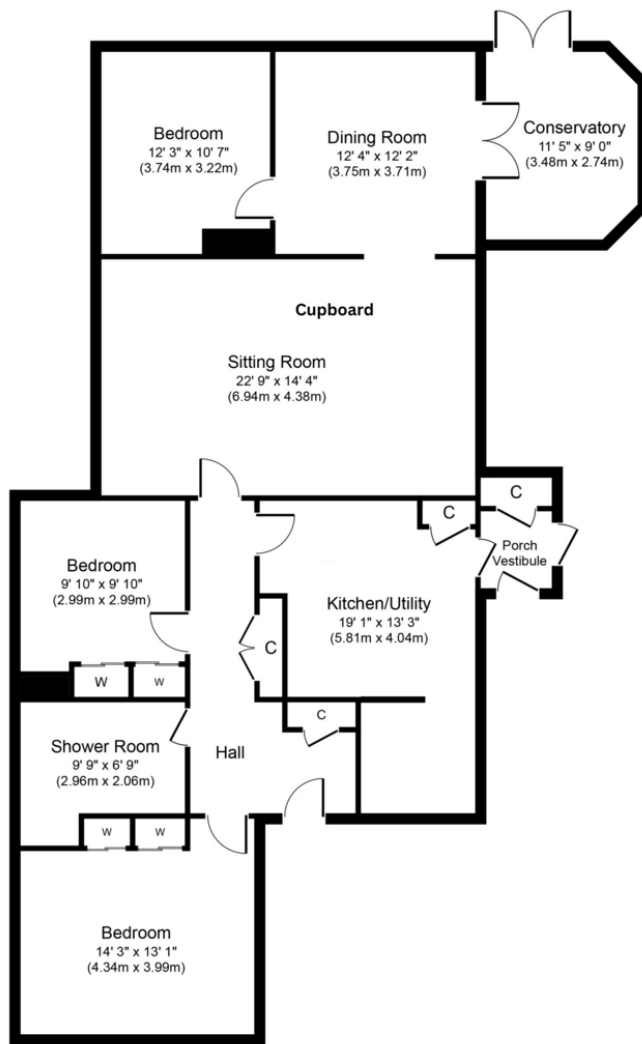 Bedroom
12' 3" x 10' 7"
(3.74m x 3.22m)
Dining Room
12' 4" x 12' 2"
(3.75m x 3.71m)
Conservatory
11' 5" x 9' 0"
(3.48m x 2.74m)
Cupboard
Sitting Room
22' 9" x 14' 4"
(6.94m x 4.38m)
C
C
Porch
Vestibule
Bedroom
9' 10" x 9' 10"
(2.99m x 2.99m)
Kitchen/Utility
19' 1" x 13' 3"
(5.81m x 4.04m)
C
W
W
C
Shower Room
9' 9" x 6' 9"
(2.96m x 2.06m)
Hall
W
W
Bedroom
14' 3" x 13' 1"
(4.34m x 3.99m)